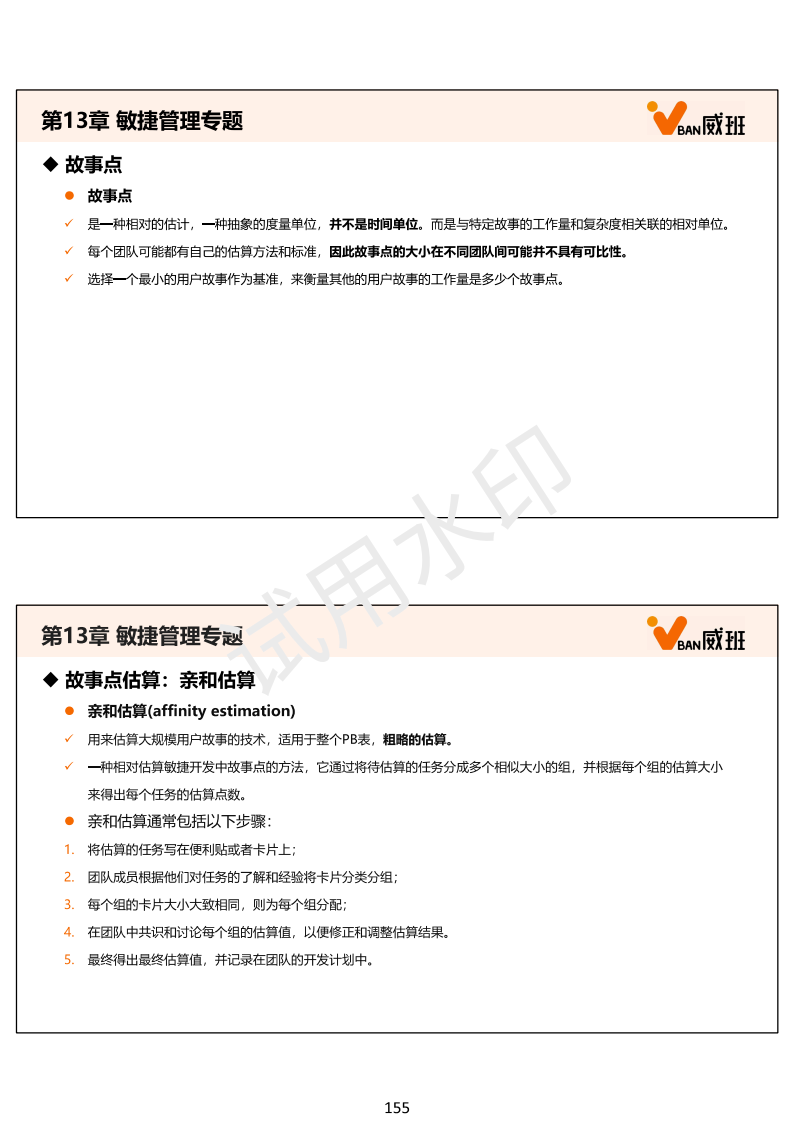 第13章 敏捷管理专题
VBAN威班
◆ 故事点
● 故事点
✓ 是一种相对的估计，一种抽象的度量单位，并不是时间单位。而是与特定故事的工作量和复杂度相关联的相对单位。
✓ 每个团队可能都有自己的估算方法和标准，因此故事点的大小在不同团队间可能并不具有可比性。
✓ 选择一个最小的用户故事作为基准，来衡量其他的用户故事的工作量是多少个故事点。
试用水印
第13章 敏捷管理专题
VBAN威班
◆ 故事点估算：亲和估算
● 亲和估算(affinity estimation)
✓ 用来估算大规模用户故事的技术，适用于整个PB表，粗略的估算。
✓ 一种相对估算敏捷开发中故事点的方法，它通过将待估算的任务分成多个相似大小的组，并根据每个组的估算大小
来得出每个任务的估算点数。
● 亲和估算通常包括以下步骤：
1. 将估算的任务写在便利贴或者卡片上；
2. 团队成员根据他们对任务的了解和经验将卡片分类分组；
3. 每个组的卡片大小大致相同，则为每个组分配；
4. 在团队中共识和讨论每个组的估算值，以便修正和调整估算结果。
5. 最终得出最终估算值，并记录在团队的开发计划中。
155